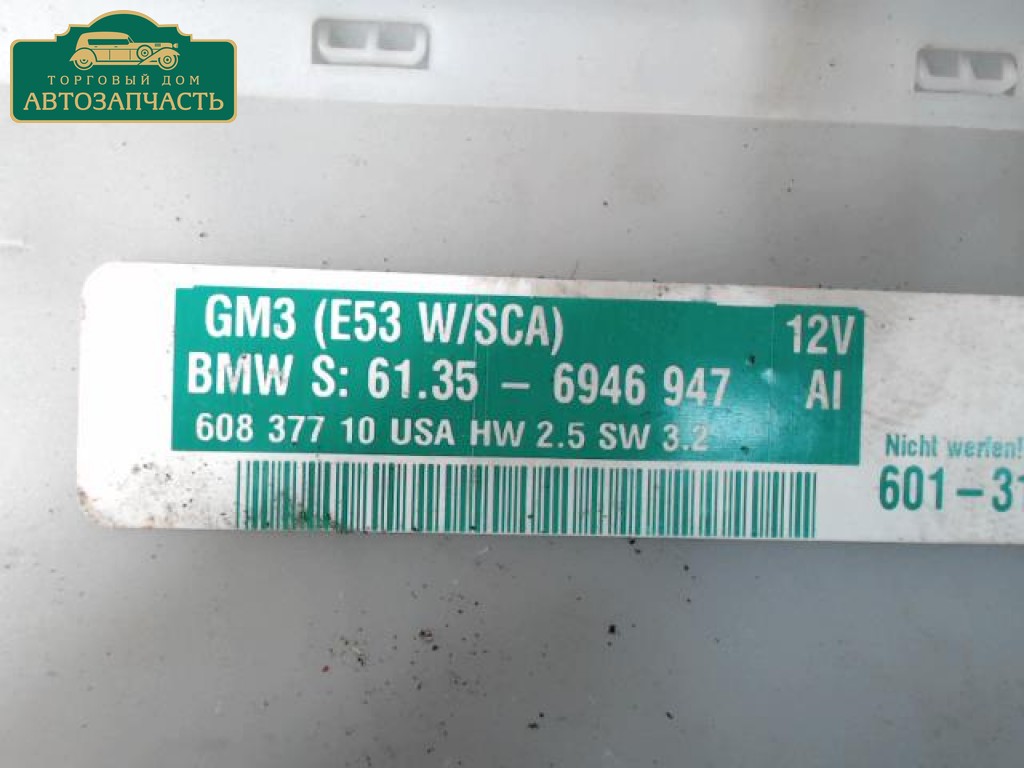 ТОРГОВЫЙ ДОМ
АВТОЗАПЧАСТЬ
GM3 (E53 W/SCA) 12V
BMW S: 61.35 - 6946 947 AI
608 377 10 USA HW 2.5 SW 3.2
Nicht werfen!
601-31